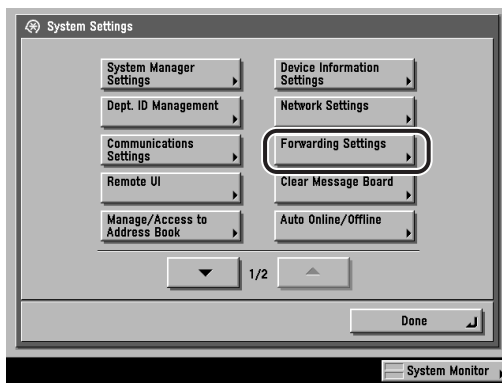 System Settings
System Manager
Settings
Device Information
Settings
Dept. ID Management
Network Settings
Communications
Settings
Forwarding Settings
Remote UI
Clear Message Board
Manage/Access to
Address Book
Auto Online/Offline
1/2
Done
System Monitor